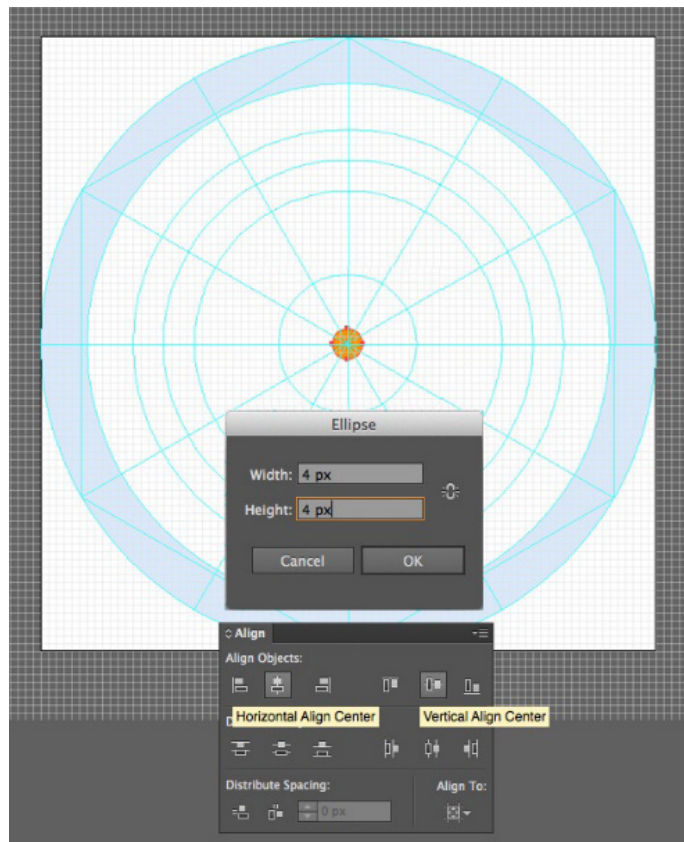 Ellipse
Width: 4 px
Height: 4 px
Cancel OK
Align
Align Objects:
Horizontal Align Center Vertical Align Center
Distribute Spacing: Align To:
0 px